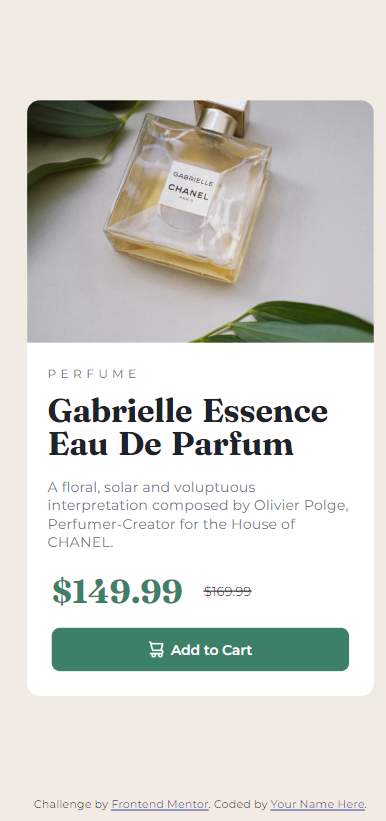 GABRIELLE
CHANEL
PARIS
PERFUME
Gabrielle Essence
Eau De Parfum
A floral, solar and voluptuous
interpretation composed by Olivier Polge,
Perfumer-Creator for the House of
CHANEL.
$149.99 $169.99
Add to Cart
Challenge by Frontend Mentor. Coded by Your Name Here.